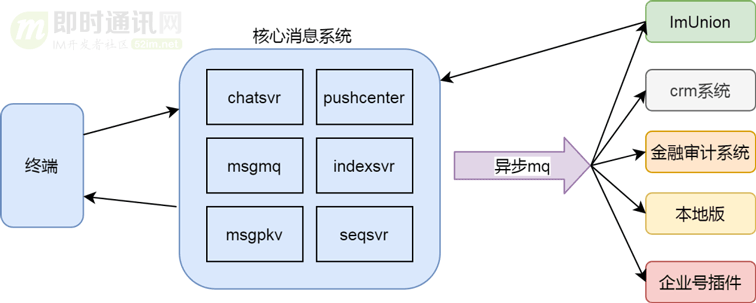 即时通讯网
IM开发者社区 52im.net
核心消息系统
终端
chatsvr
pushcenter
msgmq
indexsvr
msgpkv
seqsvr
异步mq
ImUnion
crm系统
金融审计系统
本地版
企业号插件